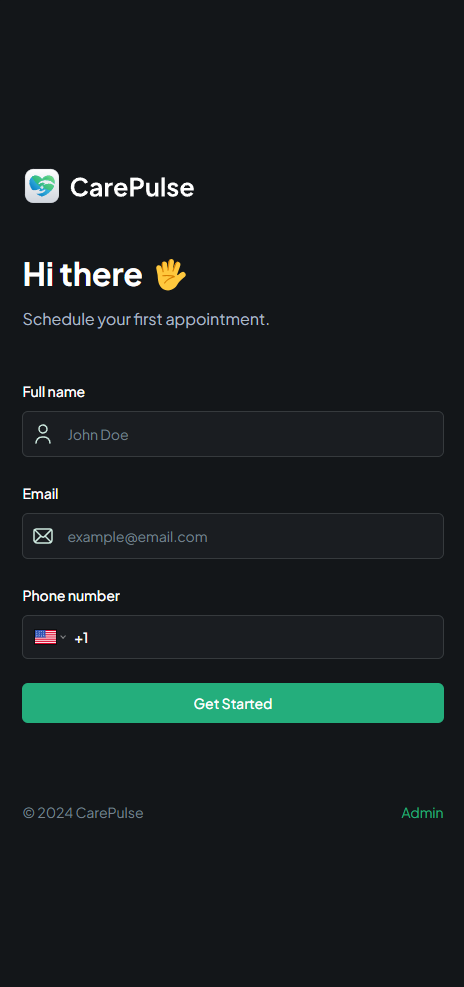 CarePulse
Hi there 🖐
Schedule your first appointment.
Full name
John Doe
Email
example@email.com
Phone number
+1
Get Started
© 2024 CarePulse
Admin